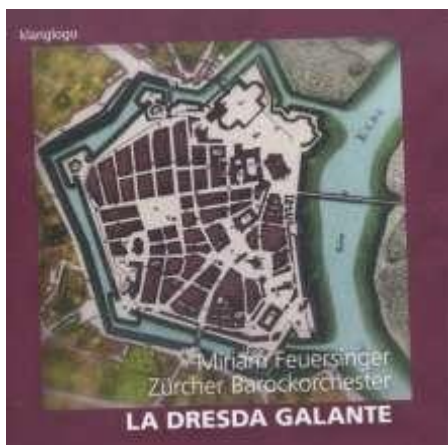 klanglogo
Miriam Feuersinger
Zürcher Barockorchester
LA DRESDA GALANTE